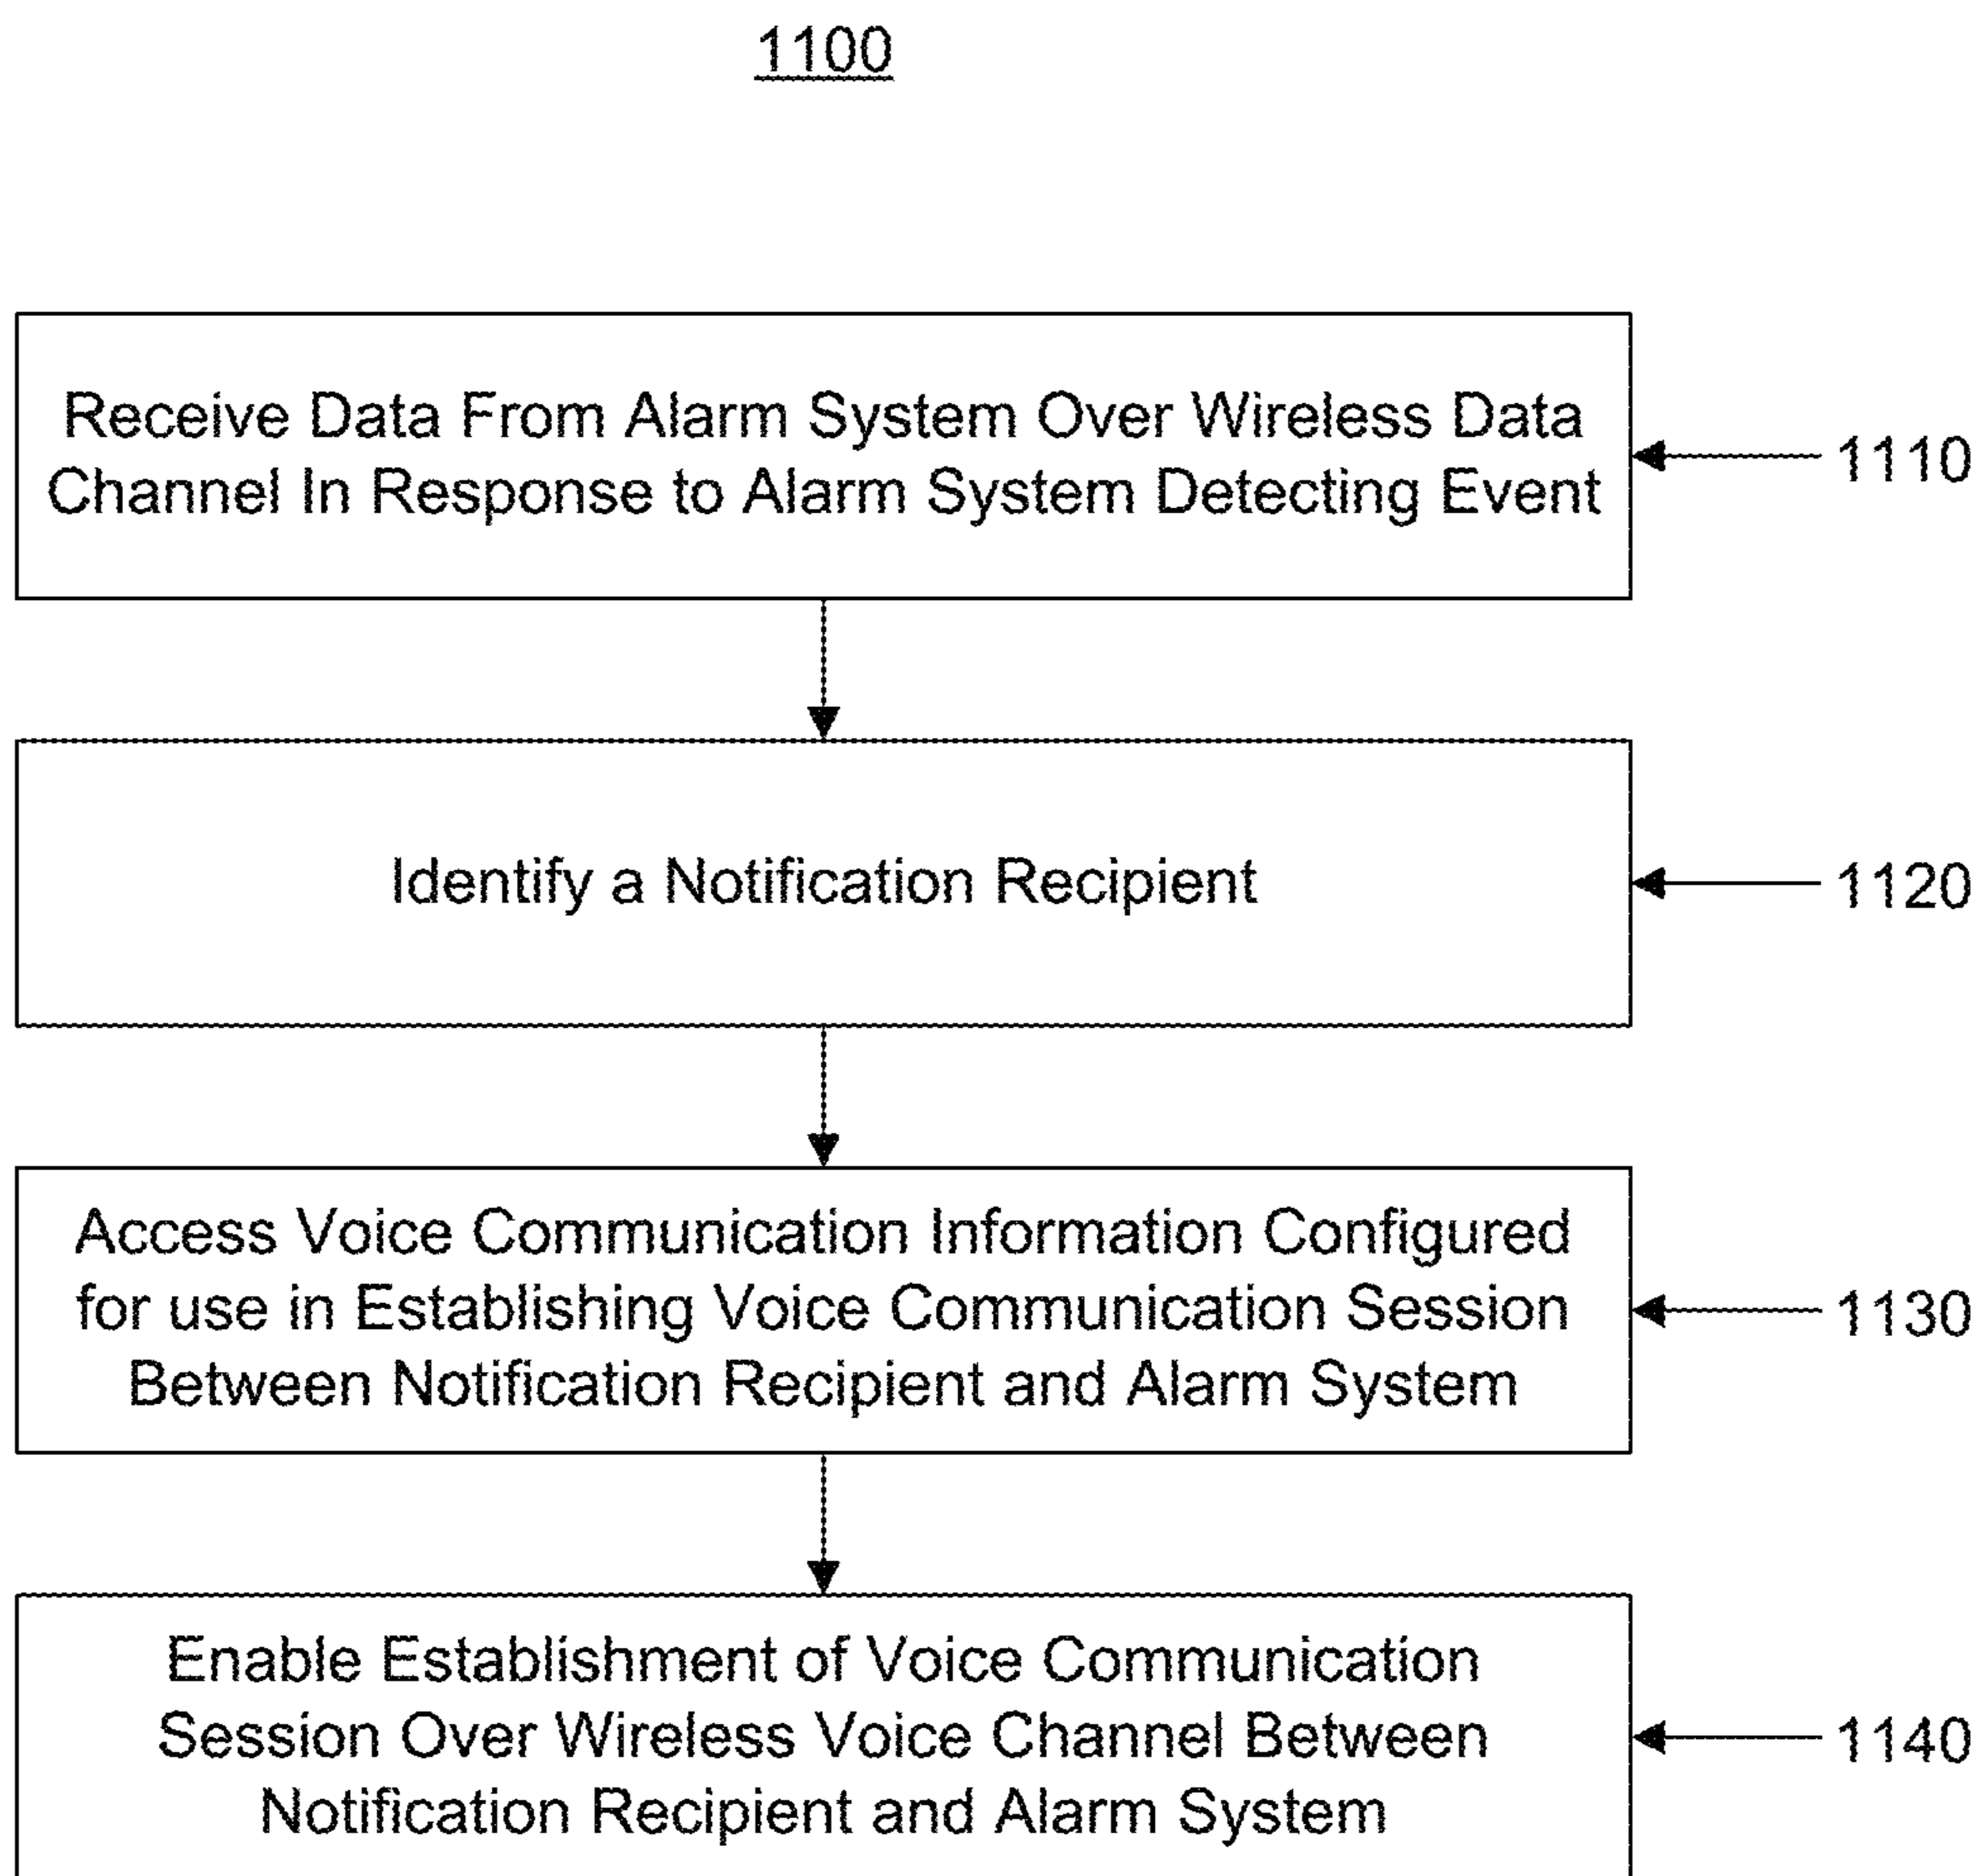 1100
Receive Data From Alarm System Over Wireless Data
Channel In Response to Alarm System Detecting Event
1110
Identify a Notification Recipient
1120
Access Voice Communication Information Configured
for use in Establishing Voice Communication Session
Between Notification Recipient and Alarm System
1130
Enable Establishment of Voice Communication
Session Over Wireless Voice Channel Between
Notification Recipient and Alarm System
1140